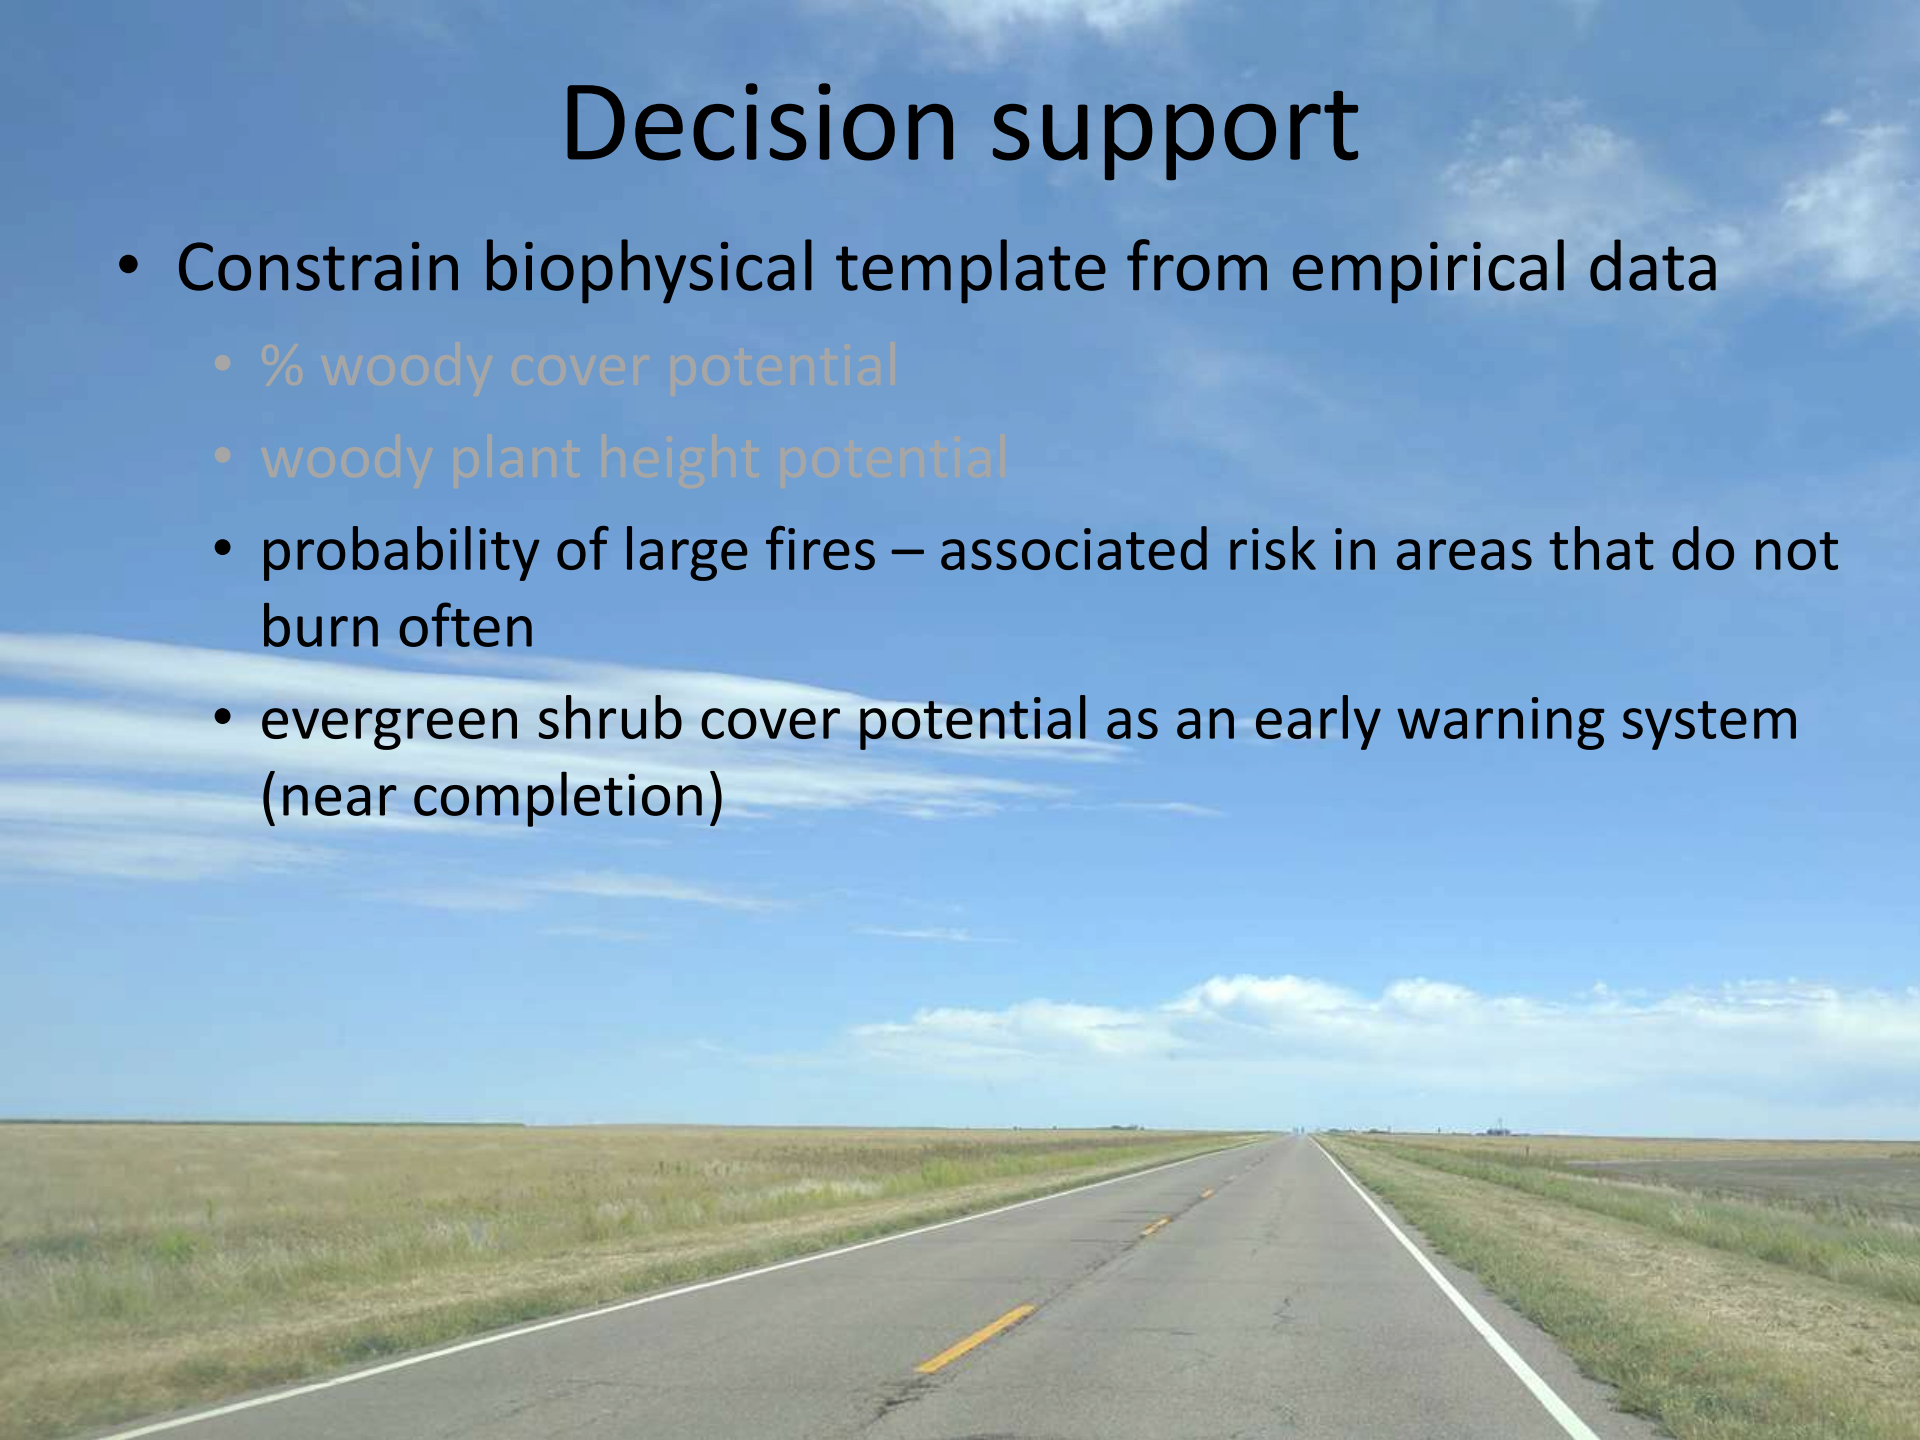 Decision support
• Constrain biophysical template from empirical data
• % woody cover potential
• woody plant height potential
• probability of large fires – associated risk in areas that do not
burn often
• evergreen shrub cover potential as an early warning system
(near completion)